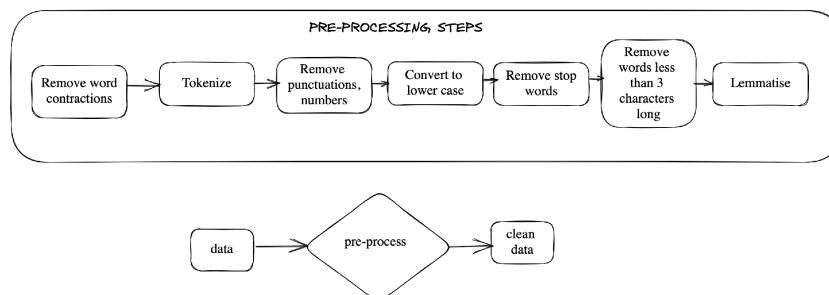 PRE-PROCESSING STEPS
Remove word
contractions
Tokenize
Remove
punctuations,
numbers
Convert to
lower case
Remove stop
words
Remove
words less
than 3
characters
long
Lemmatise
data
pre-process
clean
data